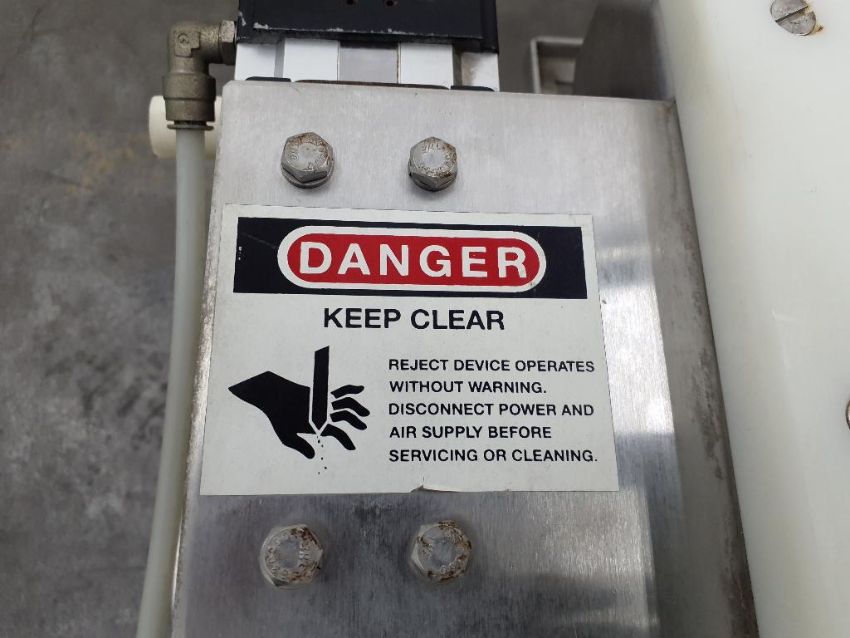 DANGER
KEEP CLEAR
REJECT DEVICE OPERATES
WITHOUT WARNING.
DISCONNECT POWER AND
AIR SUPPLY BEFORE
SERVICING OR CLEANING.